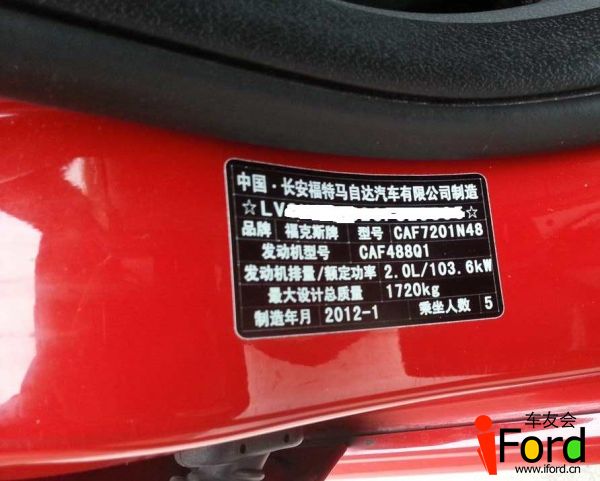 中国·长安福特马自达汽车有限公司制造
☆LV ☆
品牌 福克斯牌 型号 CAF7201N48
发动机型号 CAF488Q1
发动机排量/额定功率 2.0L/103.6kW
最大设计总质量 1720kg
制造年月 2012-1 乘坐人数 5
车友会
iFord
www.iford.cn